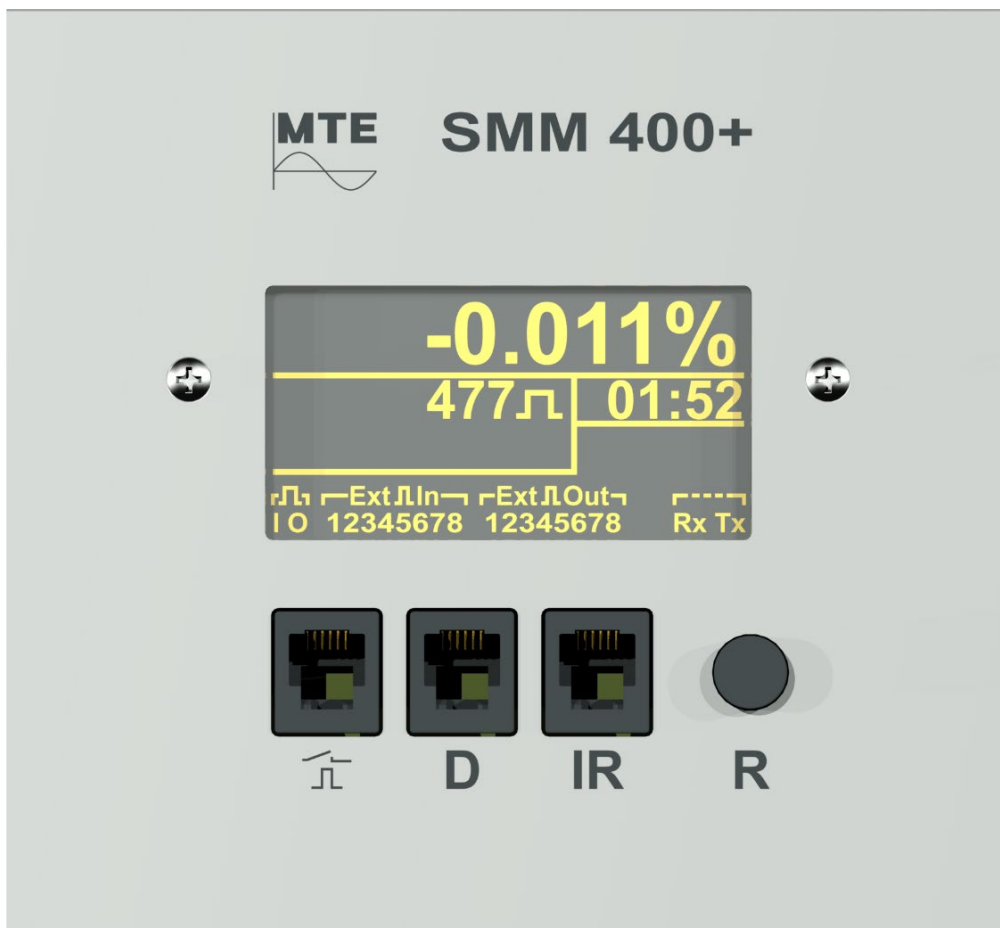 MTE SMM 400+
-0.011%
477 01:52
Ext In Ext Out
I O 12345678 12345678 Rx Tx
D IR R